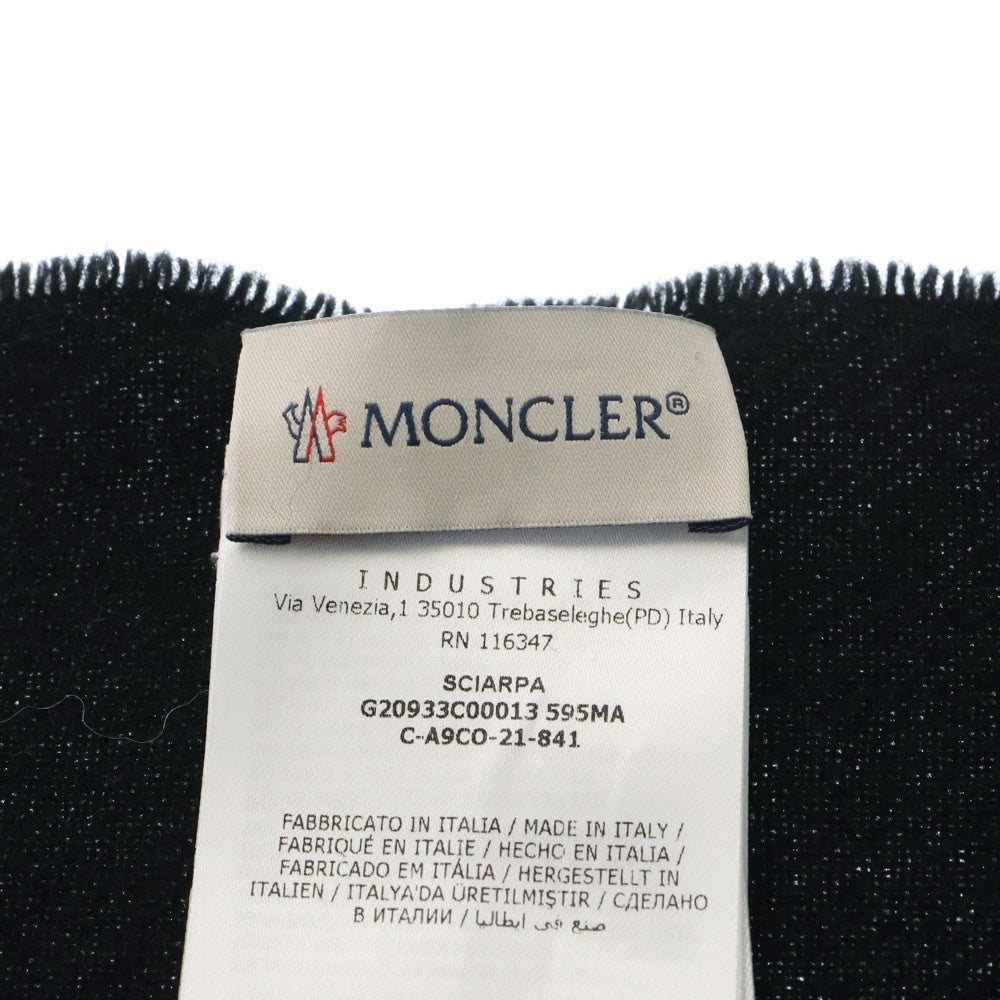 MONCLER®
INDUSTRIES
Via Venezia,1 35010 Trebaseleghe(PD) Italy
RN 116347
SCIARPA
G20933C00013 595MA
C-A9CO-21-841
FABBRICATO IN ITALIA / MADE IN ITALY /
FABRIQUÉ EN ITALIE / HECHO EN ITALIA /
FABRICADO EM ITÁLIA / HERGESTELLT IN
ITALIEN / ITALYA'DA ÜRETILMIŞTIR / СДЕЛАНО
В ИТАЛИИ / صنع في ايطاليا